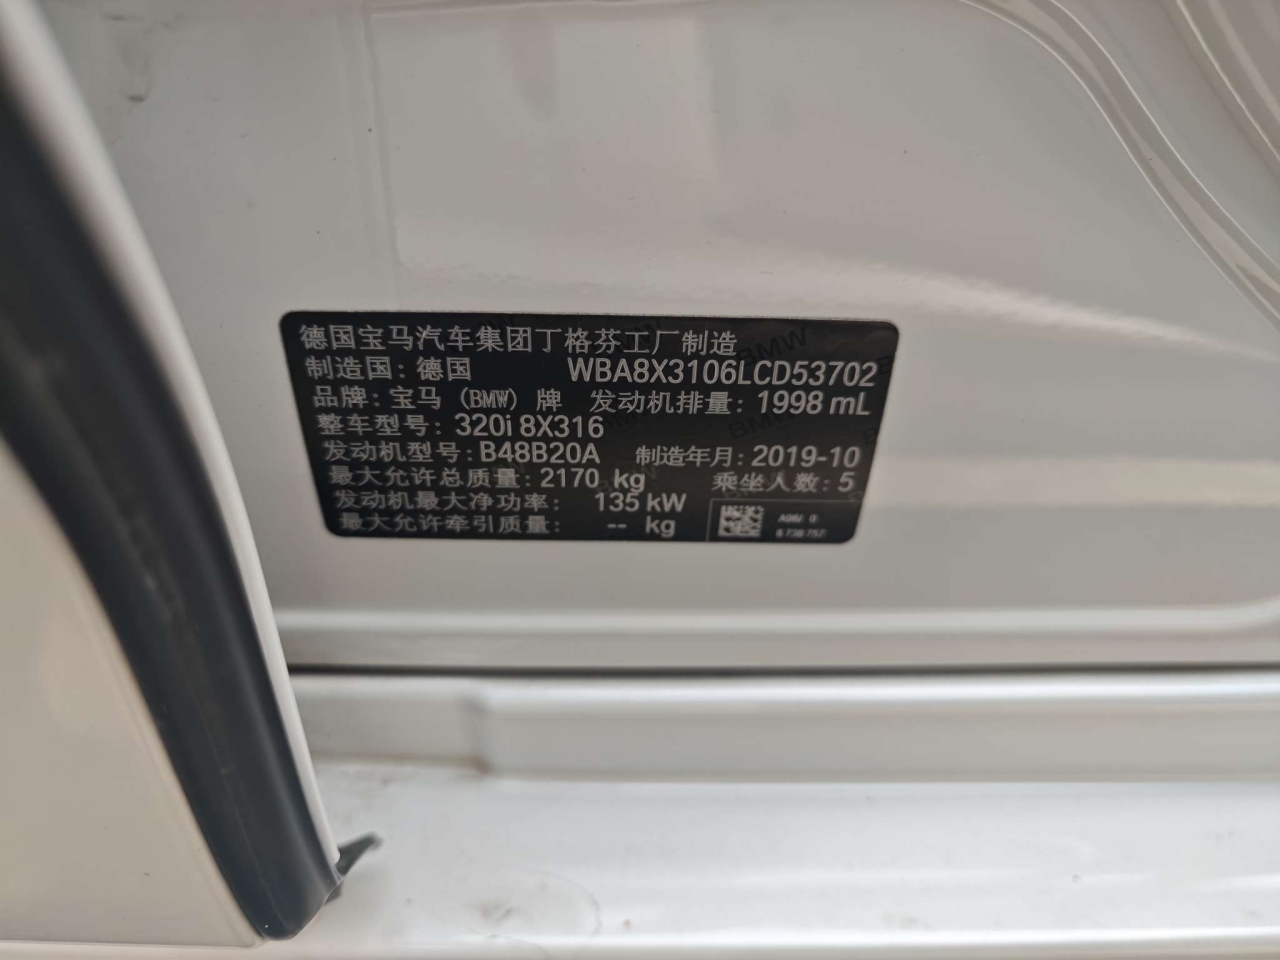 德国宝马汽车集团丁格芬工厂制造
制造国：德国 WBA8X3106LCD53702
品牌：宝马（BMW）牌 发动机排量：1998 mL
整车型号：320i 8X316
发动机型号：B48B20A 制造年月：2019-10
最大允许总质量：2170 kg 乘坐人数：5
发动机最大净功率： 135 kW
最大允许牵引质量： -- kg